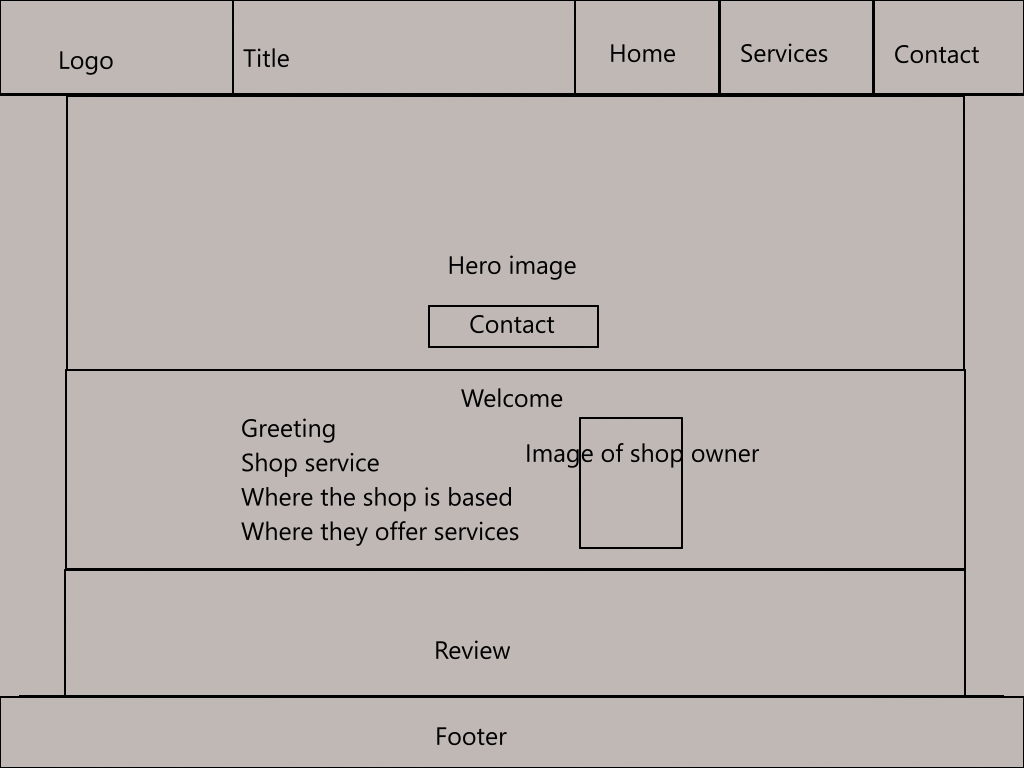 Logo
Title
Home
Services
Contact
Hero image
Contact
Welcome
Greeting
Shop service
Where the shop is based
Where they offer services
Image of shop owner
Review
Footer